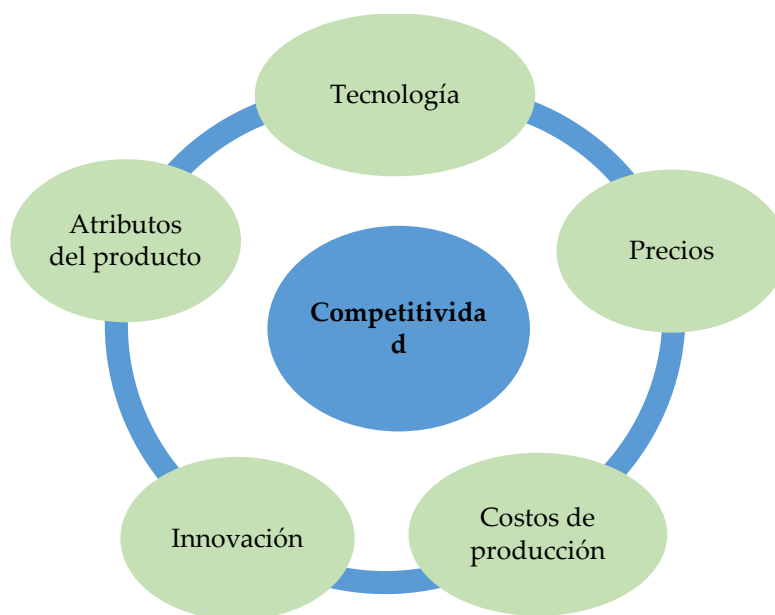 Tecnología
Atributos
del producto
Precios
Competitivida
d
Innovación
Costos de
producción